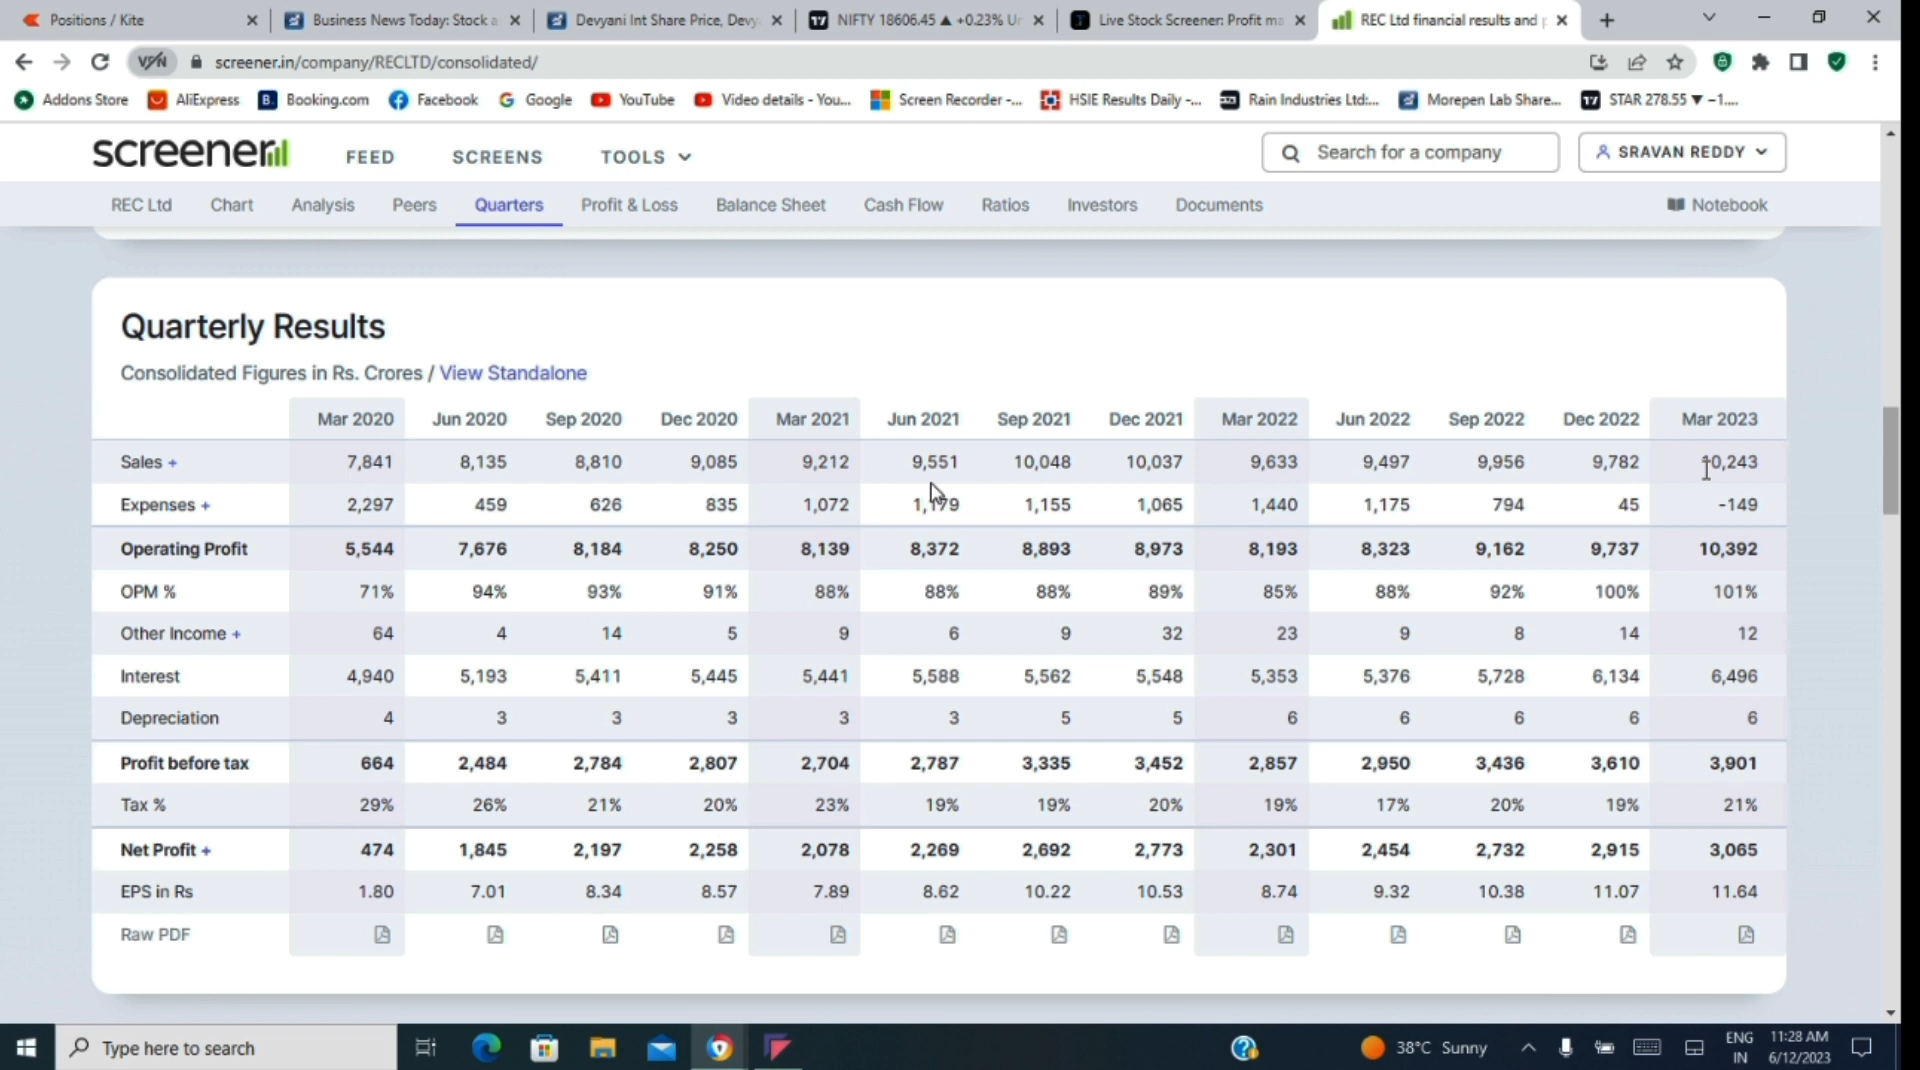 Positions / Kite
Business News Today: Stock a
Devyani Int Share Price, Devy
NIFTY 18606.45 ▲ +0.23% Un
Live Stock Screener: Profit ma
REC Ltd financial results and p
VPN
screener.in/company/RECLTD/consolidated/
Addons Store AliExpress Booking.com Facebook Google YouTube Video details - You... Screen Recorder -... HSIE Results Daily -... Rain Industries Ltd:... Morepen Lab Share... STAR 278.55 ▼ −1....
screener FEED SCREENS TOOLS Search for a company SRAVAN REDDY
REC Ltd Chart Analysis Peers Quarters Profit & Loss Balance Sheet Cash Flow Ratios Investors Documents Notebook
Quarterly Results
Consolidated Figures in Rs. Crores / View Standalone
Mar 2020 Jun 2020 Sep 2020 Dec 2020 Mar 2021 Jun 2021 Sep 2021 Dec 2021 Mar 2022 Jun 2022 Sep 2022 Dec 2022 Mar 2023
Sales + 7,841 8,135 8,810 9,085 9,212 9,551 10,048 10,037 9,633 9,497 9,956 9,782 10,243
Expenses + 2,297 459 626 835 1,072 1,179 1,155 1,065 1,440 1,175 794 45 -149
Operating Profit 5,544 7,676 8,184 8,250 8,139 8,372 8,893 8,973 8,193 8,323 9,162 9,737 10,392
OPM % 71% 94% 93% 91% 88% 88% 88% 89% 85% 88% 92% 100% 101%
Other Income + 64 4 14 5 9 6 9 32 23 9 8 14 12
Interest 4,940 5,193 5,411 5,445 5,441 5,588 5,562 5,548 5,353 5,376 5,728 6,134 6,496
Depreciation 4 3 3 3 3 3 5 5 6 6 6 6 6
Profit before tax 664 2,484 2,784 2,807 2,704 2,787 3,335 3,452 2,857 2,950 3,436 3,610 3,901
Tax % 29% 26% 21% 20% 23% 19% 19% 20% 19% 17% 20% 19% 21%
Net Profit + 474 1,845 2,197 2,258 2,078 2,269 2,692 2,773 2,301 2,454 2,732 2,915 3,065
EPS in Rs 1.80 7.01 8.34 8.57 7.89 8.62 10.22 10.53 8.74 9.32 10.38 11.07 11.64
Raw PDF
Type here to search
38°C Sunny
ENG
IN
11:28 AM
6/12/2023